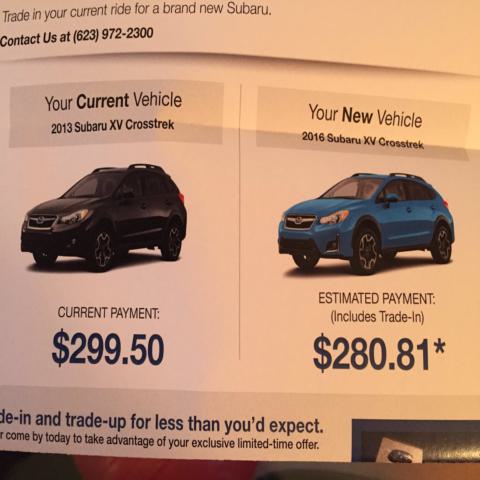 Trade in your current ride for a brand new Subaru.
Contact Us at (623) 972-2300
Your Current Vehicle
2013 Subaru XV Crosstrek
CURRENT PAYMENT:
$299.50
Your New Vehicle
2016 Subaru XV Crosstrek
ESTIMATED PAYMENT:
(Includes Trade-In)
$280.81*
de-in and trade-up for less than you'd expect.
r come by today to take advantage of your exclusive limited-time offer.